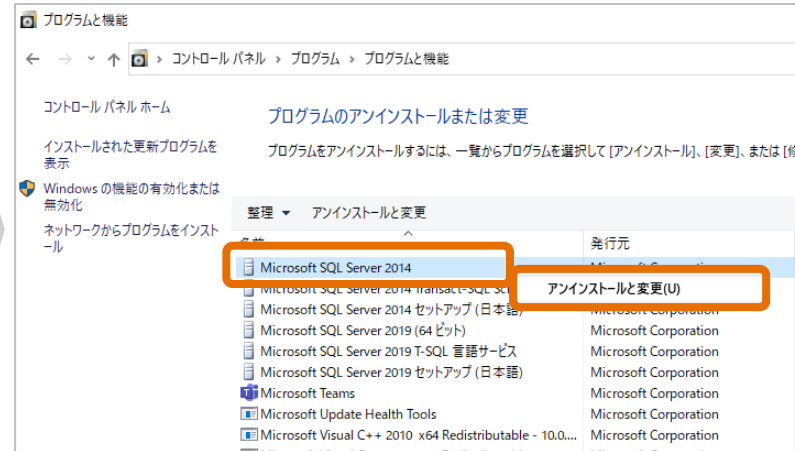 プログラムと機能
コントロール パネル › プログラム › プログラムと機能
コントロール パネル ホーム
インストールされた更新プログラムを
表示
Windows の機能の有効化または
無効化
ネットワークからプログラムをインスト
ール
プログラムのアンインストールまたは変更
プログラムをアンインストールするには、一覧からプログラムを選択して [アンインストール]、[変更]、または [修
整理 ▼ アンインストールと変更
名前 発行元
Microsoft SQL Server 2014 Microsoft Corporation
アンインストールと変更(U)
Microsoft SQL Server 2014 Transact-SQL Scr
Microsoft SQL Server 2014 セットアップ (日本語) Microsoft Corporation
Microsoft SQL Server 2019 (64 ビット) Microsoft Corporation
Microsoft SQL Server 2019 T-SQL 言語サービス Microsoft Corporation
Microsoft SQL Server 2019 セットアップ (日本語) Microsoft Corporation
Microsoft Teams Microsoft Corporation
Microsoft Update Health Tools Microsoft Corporation
Microsoft Visual C++ 2010 x64 Redistributable - 10.0.... Microsoft Corporation